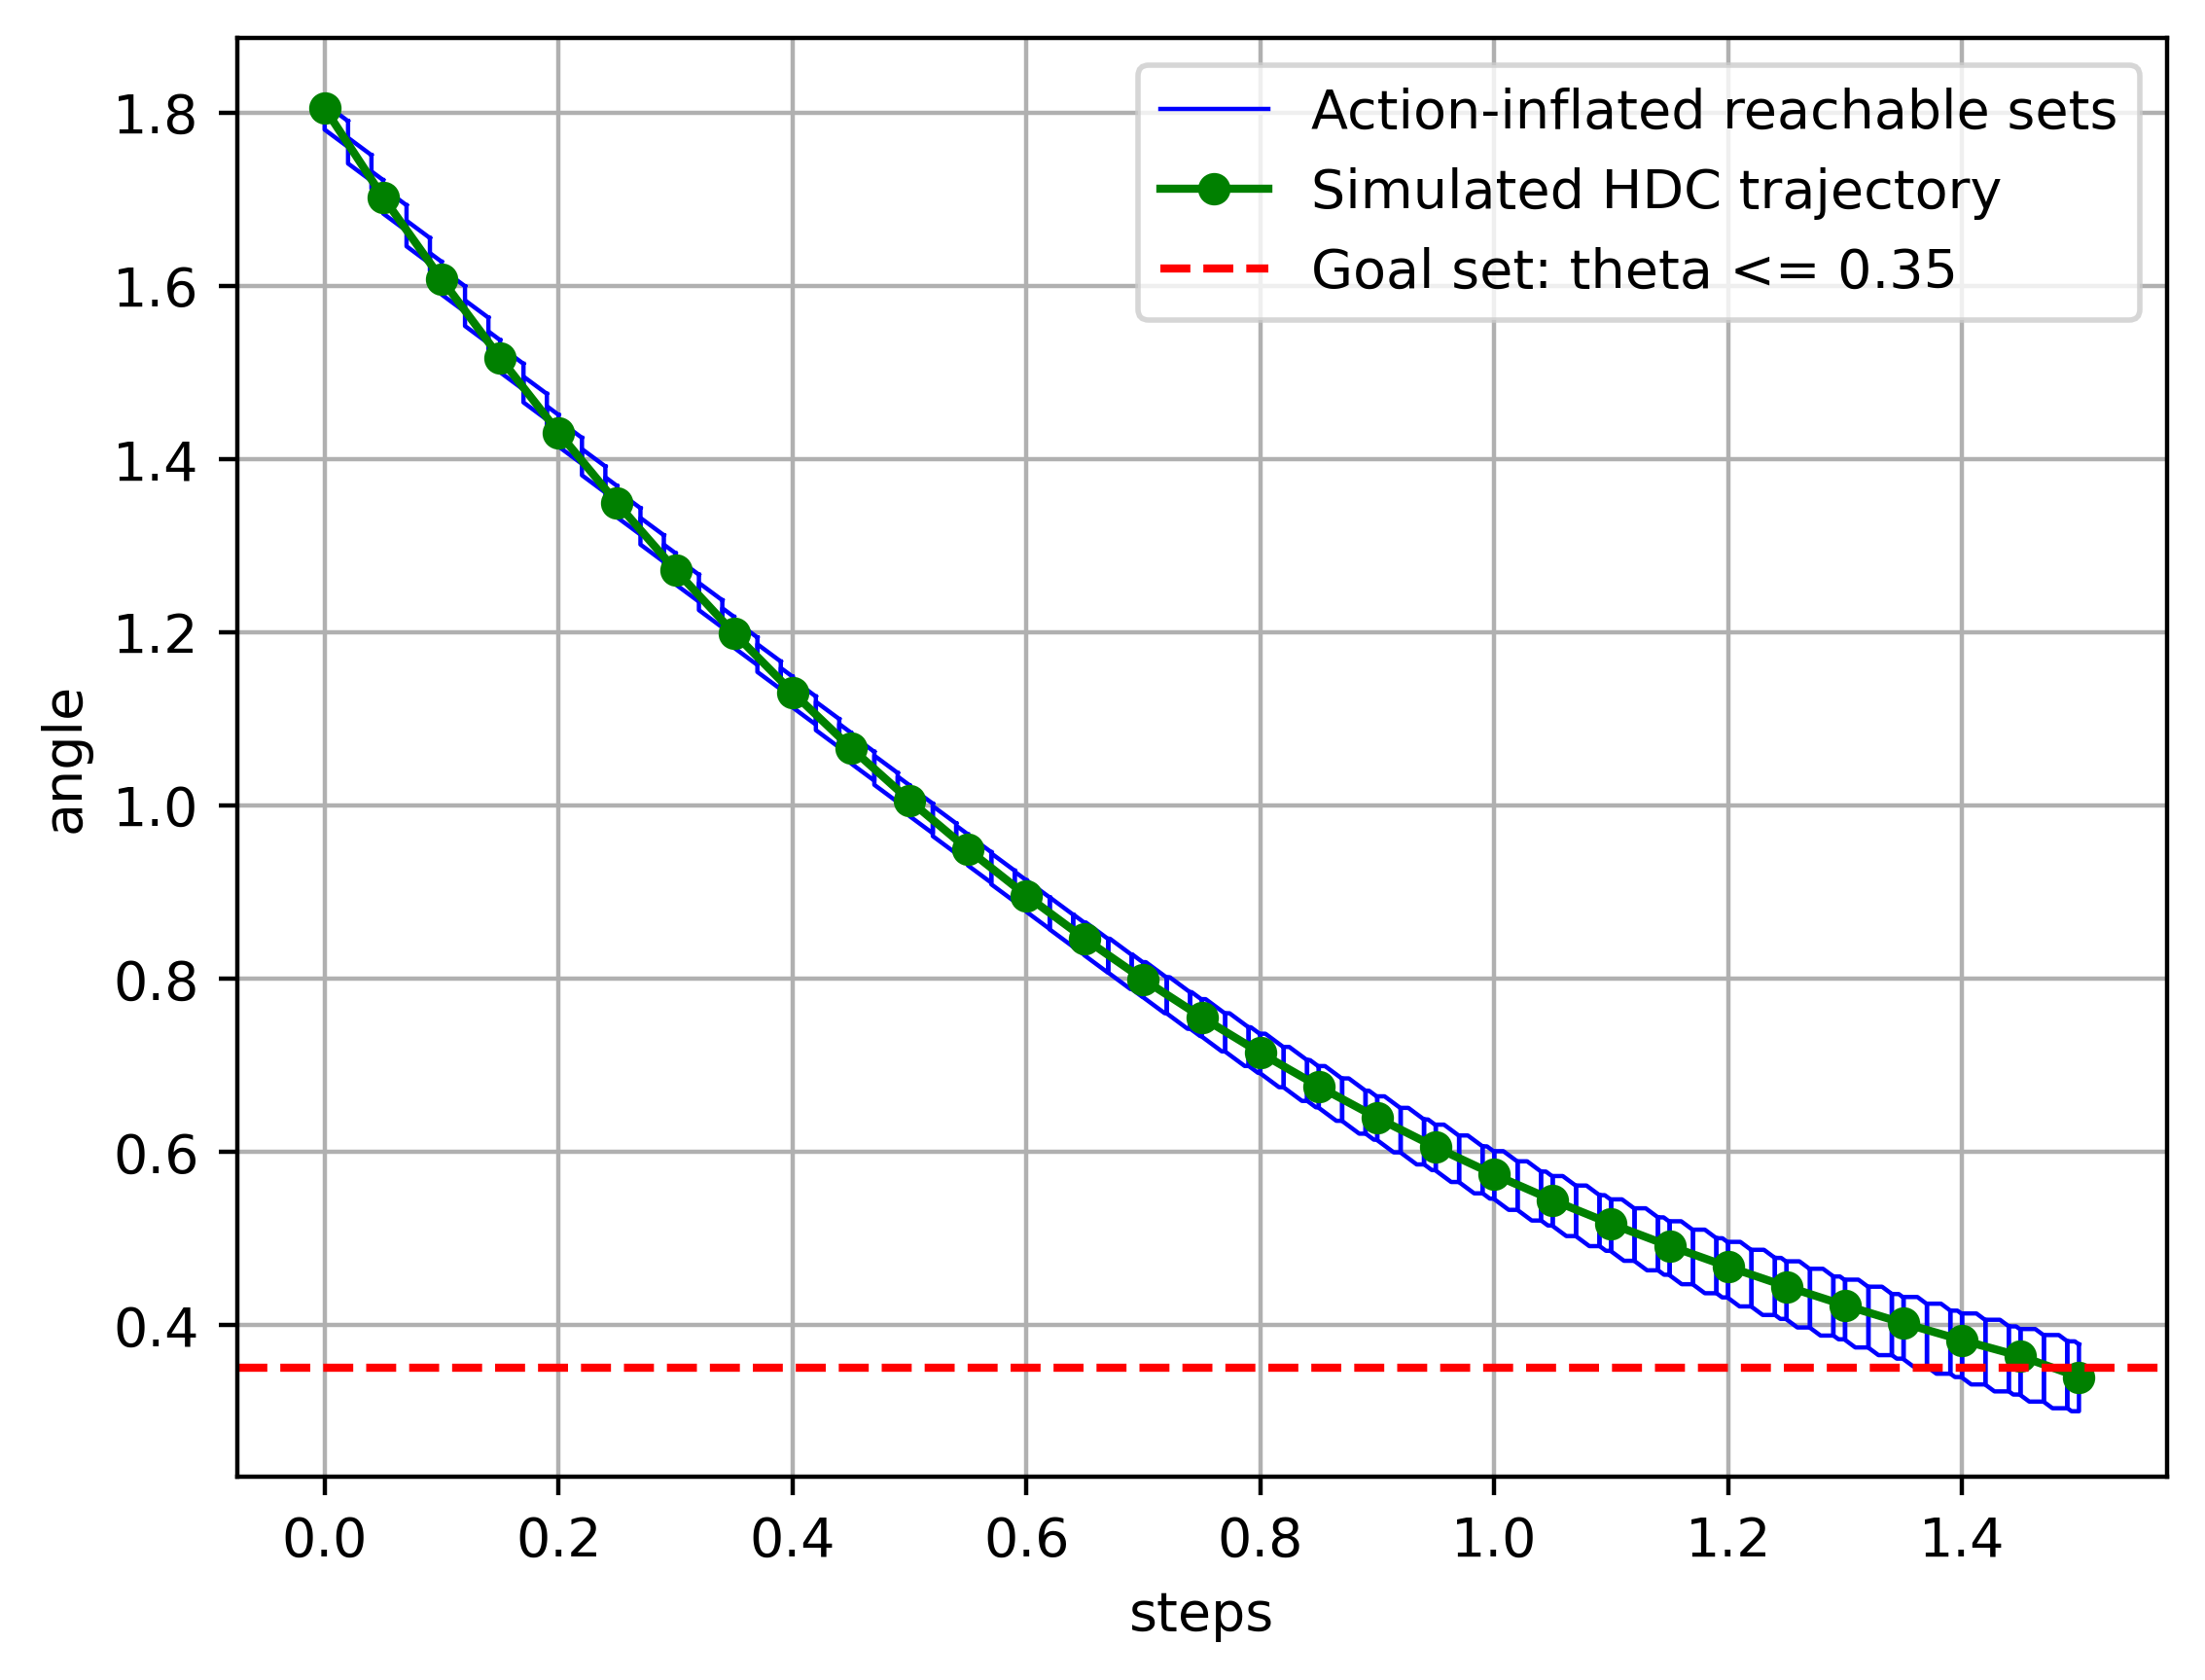 Action-inflated reachable sets
Simulated HDC trajectory
Goal set: theta <= 0.35
1.8
1.6
1.4
1.2
1.0
0.8
0.6
0.4
angle
0.0 0.2 0.4 0.6 0.8 1.0 1.2 1.4
steps